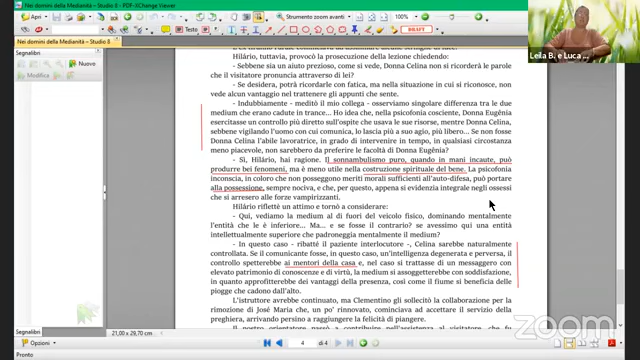 Nei domini della Medianità – Studio 8 - PDF-XChange Viewer
Apri
Strumento zoom avanti
100%
DRAFT
Nei domini della Medianità – Studio 8
Segnalibri
Nuovo
Modifica
Segnalibri
Hilário, tuttavia, provocò la prosecuzione della lezione chiedendo:
- Sebbene sia un aiuto prezioso, come si vede, Donna Celina non si ricorderà le parole
che il visitatore pronuncia attraverso di lei?
- Se desidera, potrà ricordarle con fatica, ma nella situazione in cui si riconosce, non
vede alcun vantaggio nel trattenere gli appunti che sente.
- Indubbiamente - meditò il mio collega - osserviamo singolare differenza tra le due
medium che erano cadute in trance... Ho idea che, nella psicofonia cosciente, Donna Eugênia
esercitasse un controllo più diretto sull'ospite che usava le sue risorse, mentre Donna Celina,
sebbene vigilando l'uomo con cui comunica, lo lascia più a suo agio, più libero... Se non fosse
Donna Celina l'abile lavoratrice, in grado di intervenire in tempo, in qualsiasi circostanza
meno piacevole, non sarebbero da preferire le facoltà di Donna Eugênia?
- Sì, Hilário, hai ragione. Il sonnambulismo puro, quando in mani incaute, può
produrre bei fenomeni, ma è meno utile nella costruzione spirituale del bene. La psicofonia
inconscia, in coloro che non posseggono meriti morali sufficienti all'auto-difesa, può portare
alla possessione, sempre nociva, e che, per questo, appena si evidenzia integrale negli ossessi
che si arresero alle forze vampirizzanti.
Hilário riflettè un attimo e tornò a considerare:
- Qui, vediamo la medium al di fuori del veicolo fisico, dominando mentalmente
l'entità che le è inferiore... Ma... e se fosse il contrario? se avessimo qui una entità
intellettualmente superiore che padroneggia mentalmente il medium?
- In questo caso - ribatté il paziente interlocutore -, Celina sarebbe naturalmente
controllata. Se il comunicante fosse, in questo caso, un'intelligenza degenerata e perversa, il
controllo spetterebbe ai mentori della casa e, nel caso si trattasse di un messaggero con
elevato patrimonio di conoscenze e di virtù, la medium si assoggetterebbe con soddisfazione,
in quanto approfitterebbe dei vantaggi della presenza, così come il fiume si beneficia delle
piogge che cadono dall'alto.
L'istruttore avrebbe continuato, ma Clementino gli sollecitò la collaborazione per la
rimozione di José Maria che, un po' rinnovato, cominciava ad accettare il servizio della
preghiera, arrivando persino a raggiungere la felicità di piangere.
21,00 x 29,70 cm
Opzioni
4
di 4
Pronto
Leila B. e Luca
zoom